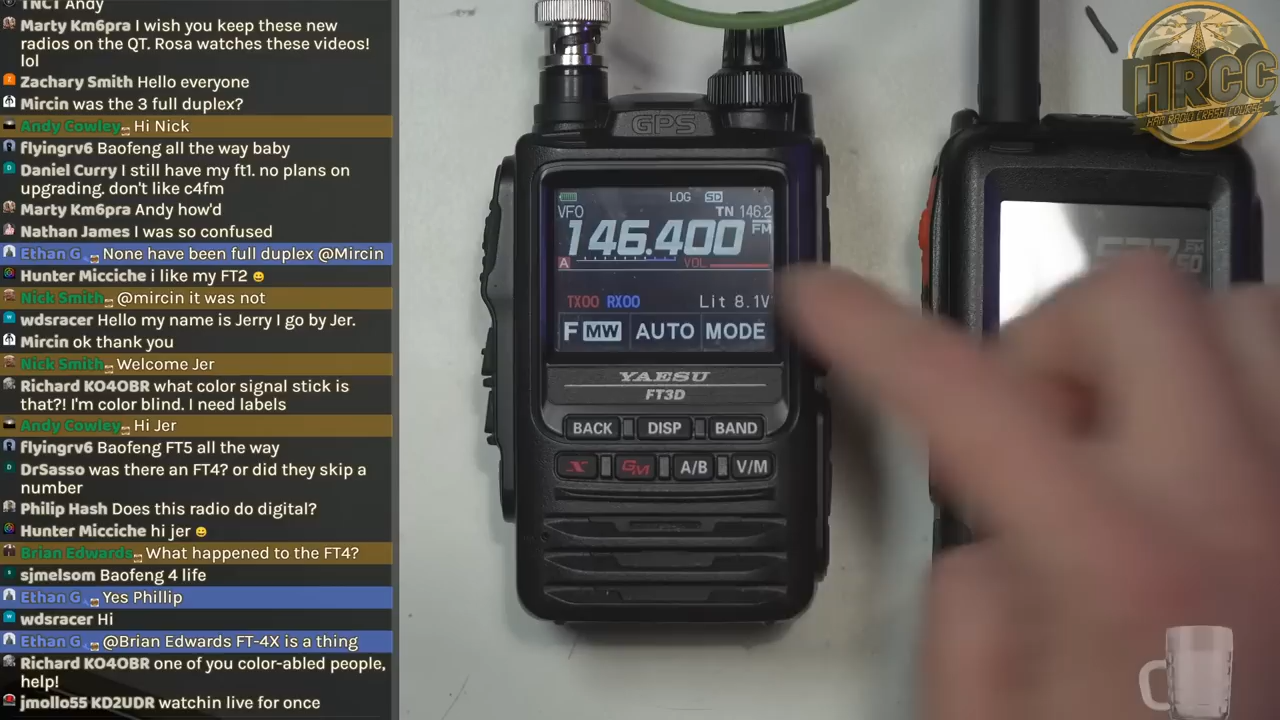 TNCT Andy
Marty Km6pra I wish you keep these new
radios on the QT. Rosa watches these videos!
lol
Zachary Smith Hello everyone
Mircin was the 3 full duplex?
Andy Cowley Hi Nick
flyingrv6 Baofeng all the way baby
Daniel Curry I still have my ft1. no plans on
upgrading. don't like c4fm
Marty Km6pra Andy how'd
Nathan James I was so confused
Ethan G None have been full duplex @Mircin
Hunter Micciche i like my FT2
Nick Smith @mircin it was not
wdsracer Hello my name is Jerry I go by Jer.
Mircin ok thank you
Nick Smith Welcome Jer
Richard KO4OBR what color signal stick is
that?! I'm color blind. I need labels
Andy Cowley Hi Jer
flyingrv6 Baofeng FT5 all the way
DrSasso was there an FT4? or did they skip a
number
Philip Hash Does this radio do digital?
Hunter Micciche hi jer
Brian Edwards What happened to the FT4?
sjmelsom Baofeng 4 life
Ethan G Yes Phillip
wdsracer Hi
Ethan G @Brian Edwards FT-4X is a thing
Richard KO4OBR one of you color-abled people,
help!
jmollo55 KD2UDR watchin live for once
GPS
LOG SD
VFO TN 146.2
146.400 FM
A VOL
TX00 RX00 Lit 8.1V
F MW AUTO MODE
YAESU
FT3D
BACK DISP BAND
X GM A/B V/M
HRCC
HAM RADIO CRASH COURSE